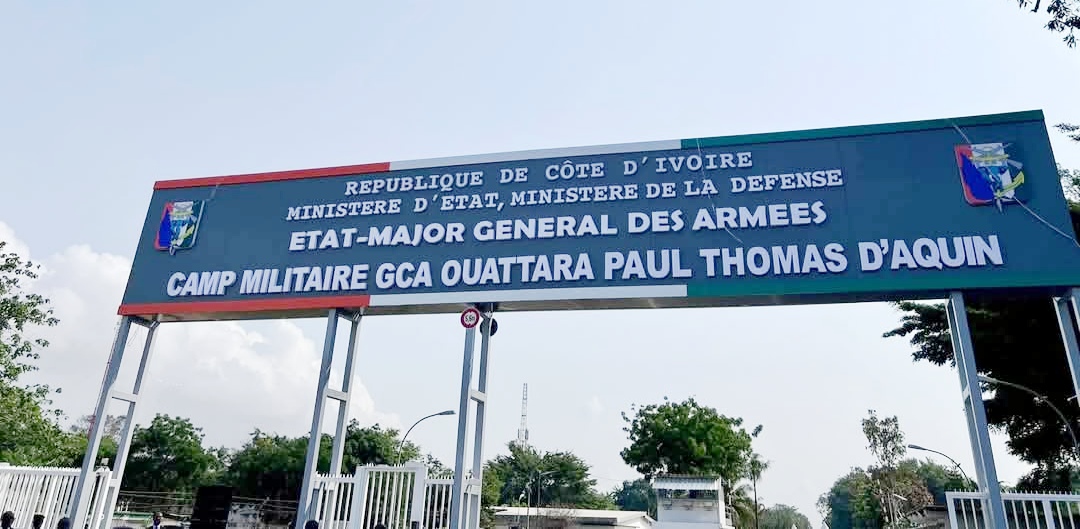 REPUBLIQUE DE CÔTE D'IVOIRE
MINISTERE D'ETAT, MINISTERE DE LA DEFENSE
ETAT-MAJOR GENERAL DES ARMEES
CAMP MILITAIRE GCA OUATTARA PAUL THOMAS D'AQUIN